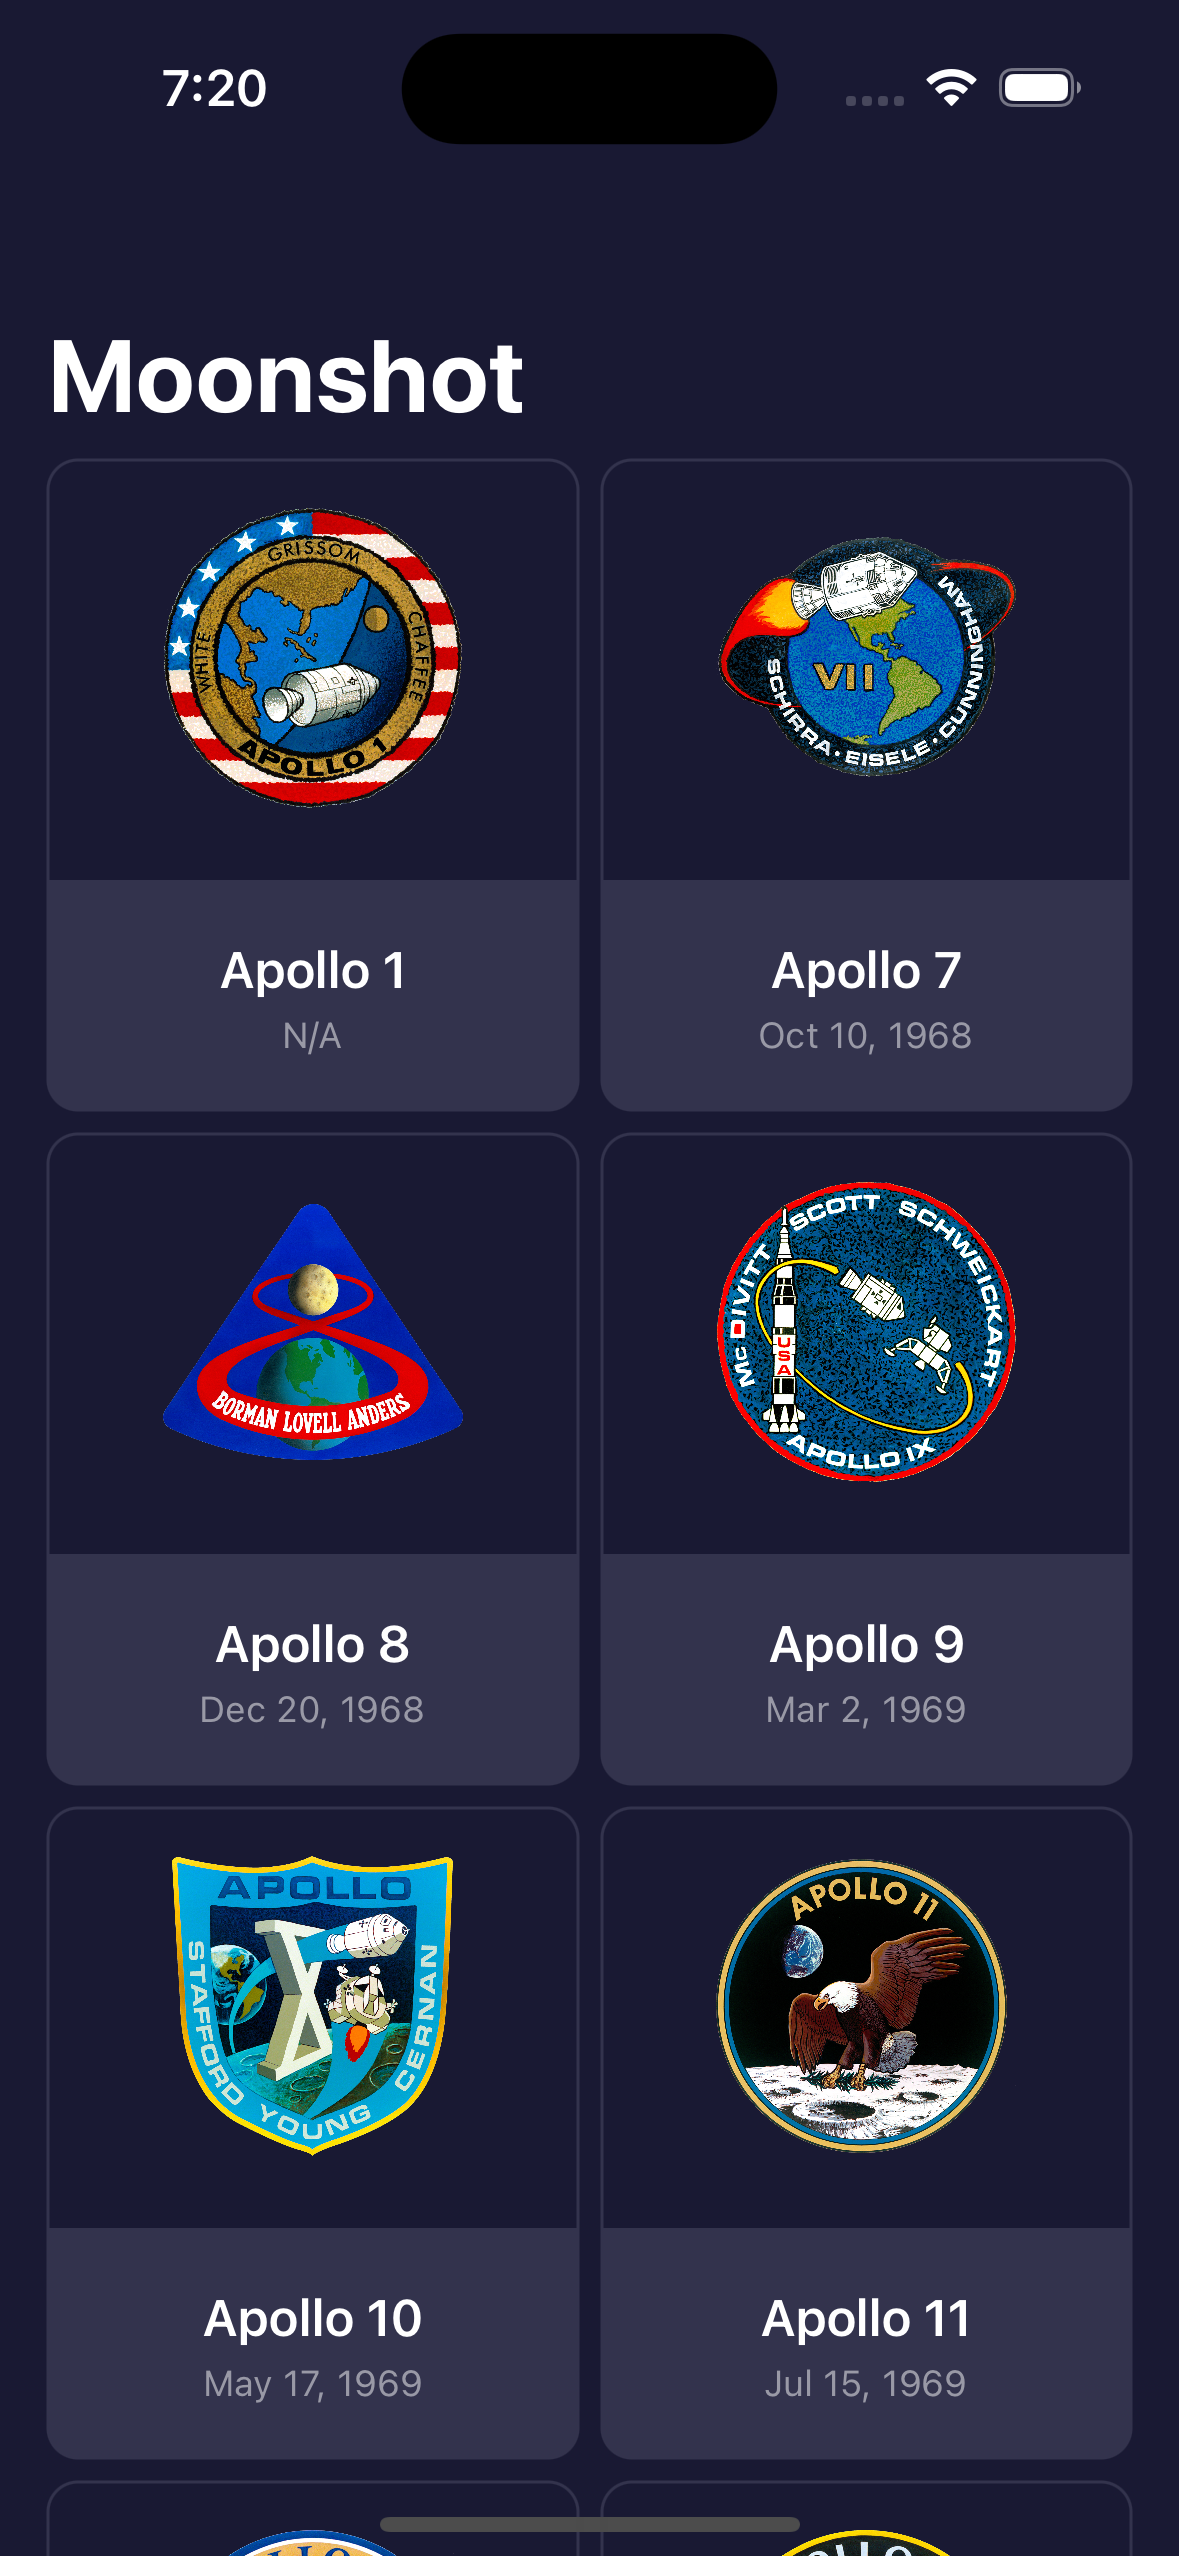 7:20
Moonshot
GRISSOM
WHITE
CHAFFEE
APOLLO 1
VII
SCHIRRA · EISELE · CUNNINGHAM
Apollo 1
N/A
Apollo 7
Oct 10, 1968
BORMAN LOVELL ANDERS
McDIVITT SCOTT SCHWEICKART
USA
APOLLO IX
Apollo 8
Dec 20, 1968
Apollo 9
Mar 2, 1969
APOLLO
X
STAFFORD YOUNG CERNAN
APOLLO 11
Apollo 10
May 17, 1969
Apollo 11
Jul 15, 1969